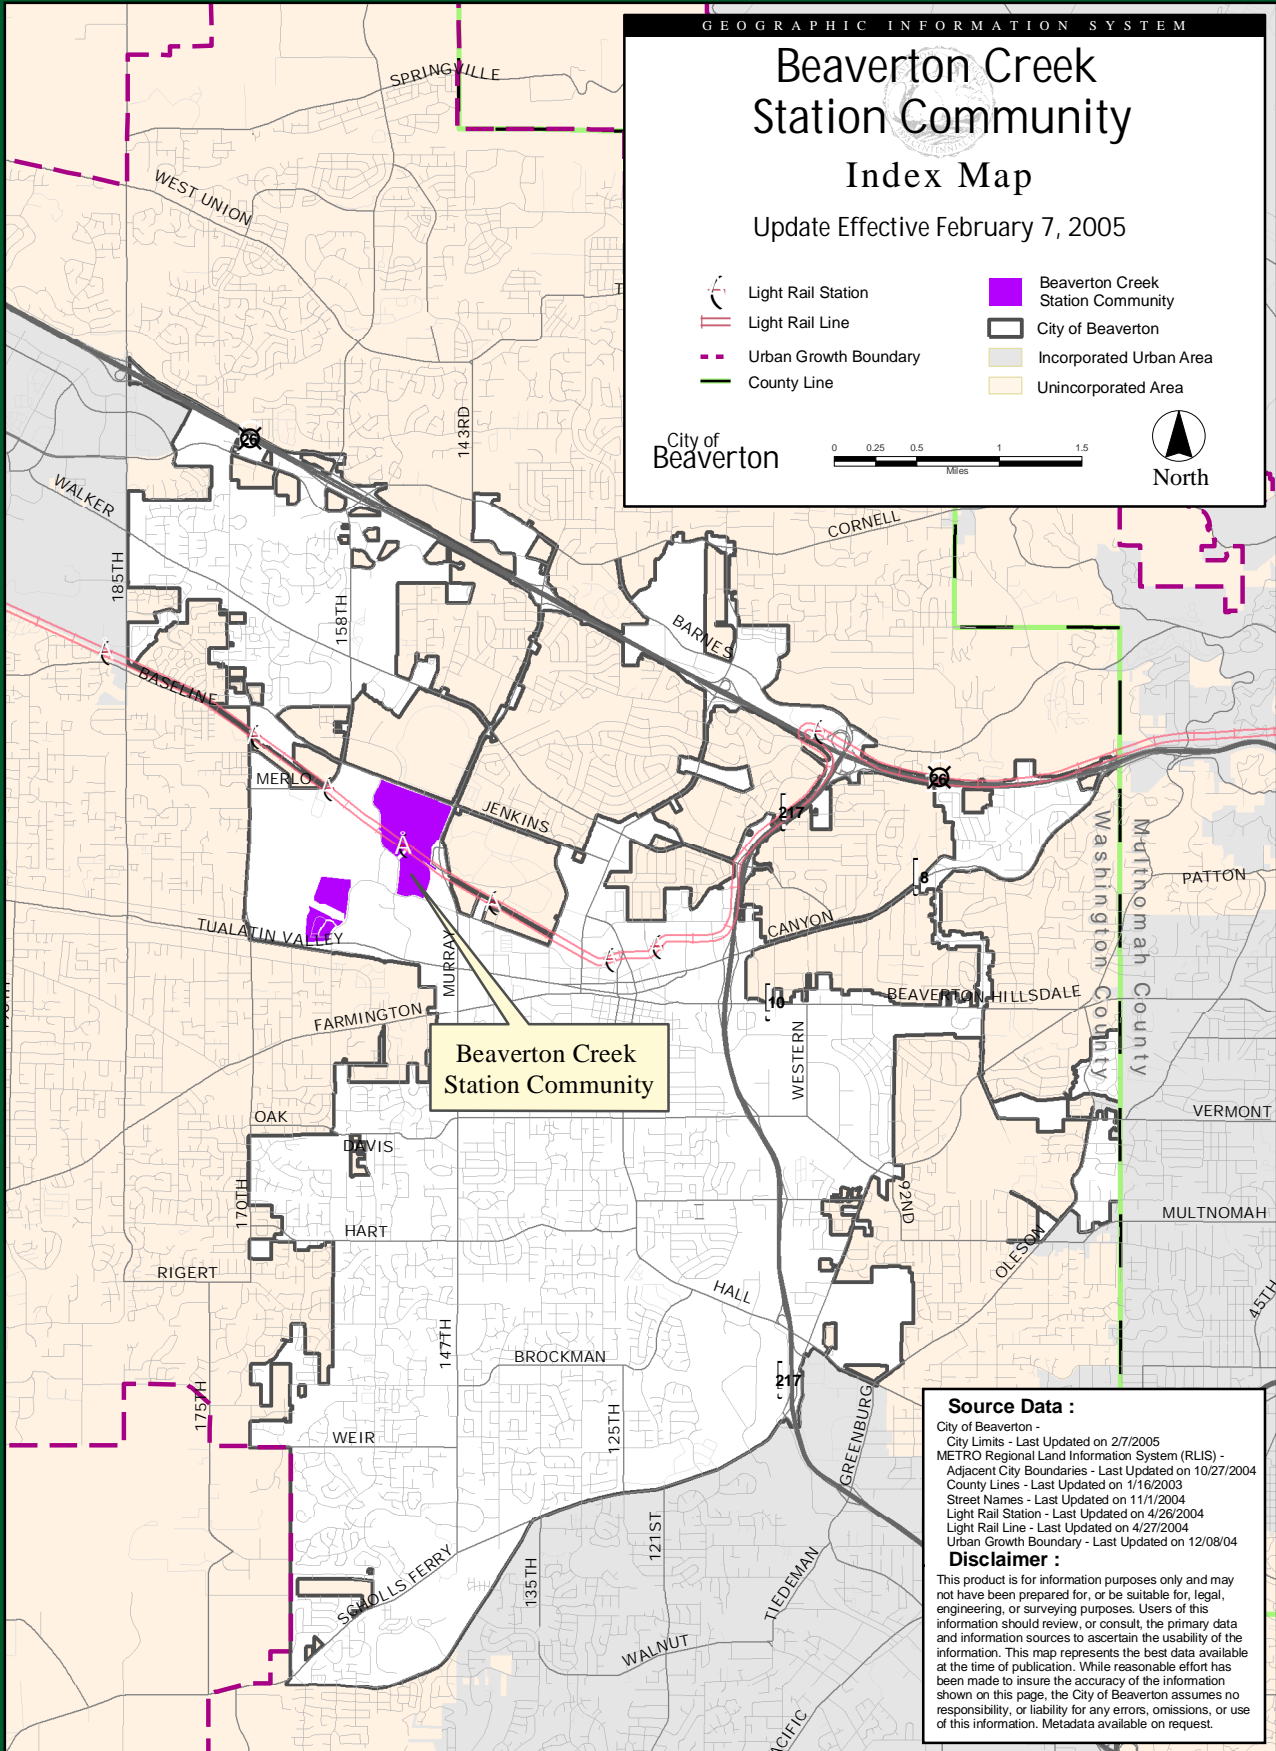 GEOGRAPHIC INFORMATION SYSTEM
Beaverton Creek
Station Community
Index Map
Update Effective February 7, 2005
Light Rail Station
Light Rail Line
Urban Growth Boundary
County Line
Beaverton Creek
Station Community
City of Beaverton
Incorporated Urban Area
Unincorporated Area
City of
Beaverton
0 0.25 0.5 1 1.5
Miles
North
SPRINGVILLE
WEST UNION
T
143RD
26
WALKER
CORNELL
185TH
158TH
BARNES
BASELINE
MERLO
JENKINS
26
217
8
PATTON
CANYON
TUALATIN VALLEY
MURRAY
BEAVERTON HILLSDALE
10
FARMINGTON
Washington County
Multnomah County
WESTERN
Beaverton Creek
Station Community
OAK
DAVIS
VERMONT
170TH
92ND
HART
MULTNOMAH
OLESON
RIGERT
HALL
45TH
147TH
BROCKMAN
217
175TH
125TH
WEIR
GREENBURG
121ST
SCHOLLS FERRY
135TH
TIEDEMAN
WALNUT
ACIFIC
Source Data :
City of Beaverton -
City Limits - Last Updated on 2/7/2005
METRO Regional Land Information System (RLIS) -
Adjacent City Boundaries - Last Updated on 10/27/2004
County Lines - Last Updated on 1/16/2003
Street Names - Last Updated on 11/1/2004
Light Rail Station - Last Updated on 4/26/2004
Light Rail Line - Last Updated on 4/27/2004
Urban Growth Boundary - Last Updated on 12/08/04
Disclaimer :
This product is for information purposes only and may
not have been prepared for, or be suitable for, legal,
engineering, or surveying purposes. Users of this
information should review, or consult, the primary data
and information sources to ascertain the usability of the
information. This map represents the best data available
at the time of publication. While reasonable effort has
been made to insure the accuracy of the information
shown on this page, the City of Beaverton assumes no
responsibility, or liability for any errors, omissions, or use
of this information. Metadata available on request.